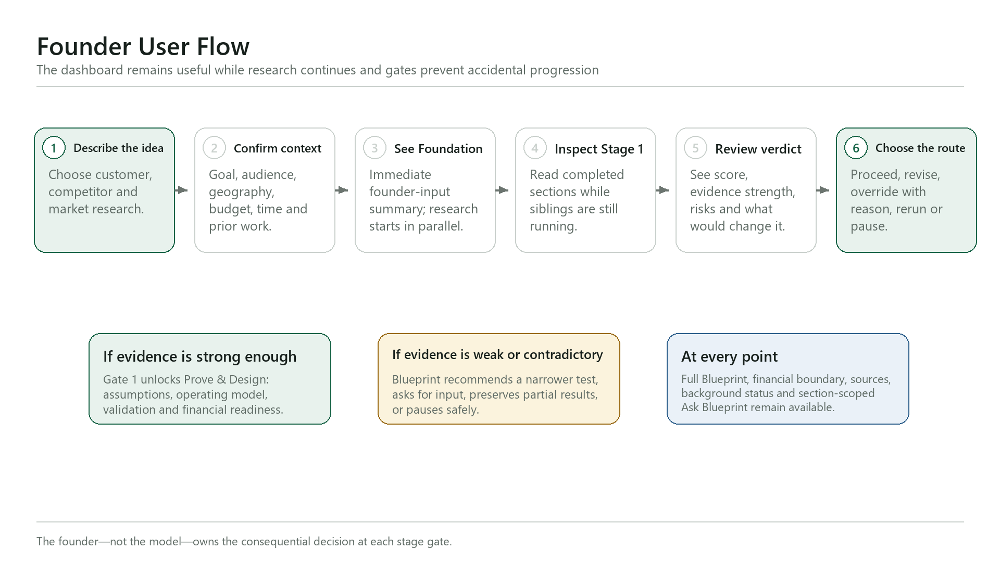 Founder User Flow
The dashboard remains useful while research continues and gates prevent accidental progression
1 Describe the idea
Choose customer,
competitor and
market research.
2 Confirm context
Goal, audience,
geography,
budget, time and
prior work.
3 See Foundation
Immediate
founder-input
summary; research
starts in parallel.
4 Inspect Stage 1
Read completed
sections while
siblings are still
running.
5 Review verdict
See score,
evidence strength,
risks and what
would change it.
6 Choose the route
Proceed, revise,
override with
reason, rerun or
pause.
If evidence is strong enough
Gate 1 unlocks Prove & Design:
assumptions, operating model,
validation and financial readiness.
If evidence is weak or contradictory
Blueprint recommends a narrower test,
asks for input, preserves partial results,
or pauses safely.
At every point
Full Blueprint, financial boundary, sources,
background status and section-scoped
Ask Blueprint remain available.
The founder—not the model—owns the consequential decision at each stage gate.